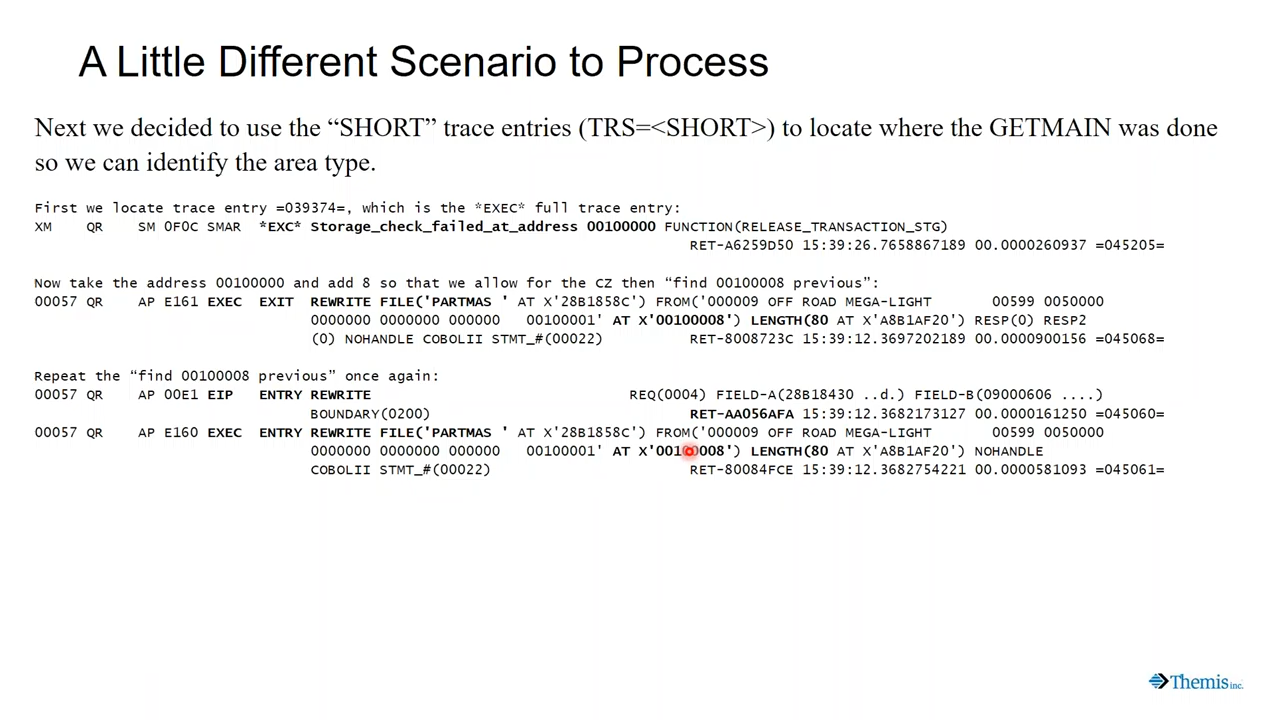 A Little Different Scenario to Process
Next we decided to use the “SHORT” trace entries (TRS=<SHORT>) to locate where the GETMAIN was done
so we can identify the area type.
First we locate trace entry =039374=, which is the *EXEC* full trace entry:
XM QR SM 0F0C SMAR *EXC* Storage_check_failed_at_address 00100000 FUNCTION(RELEASE_TRANSACTION_STG)
RET-A6259D50 15:39:26.7658867189 00.0000260937 =045205=
Now take the address 00100000 and add 8 so that we allow for the CZ then “find 00100008 previous”:
00057 QR AP E161 EXEC EXIT REWRITE FILE('PARTMAS ' AT X'28B1858C') FROM('000009 OFF ROAD MEGA-LIGHT 00599 0050000
0000000 0000000 000000 00100001' AT X'00100008') LENGTH(80 AT X'A8B1AF20') RESP(0) RESP2
(0) NOHANDLE COBOLII STMT_#(00022) RET-8008723C 15:39:12.3697202189 00.0000900156 =045068=
Repeat the “find 00100008 previous” once again:
00057 QR AP 00E1 EIP ENTRY REWRITE REQ(0004) FIELD-A(28B18430 ..d.) FIELD-B(09000606 ....)
BOUNDARY(0200) RET-AA056AFA 15:39:12.3682173127 00.0000161250 =045060=
00057 QR AP E160 EXEC ENTRY REWRITE FILE('PARTMAS ' AT X'28B1858C') FROM('000009 OFF ROAD MEGA-LIGHT 00599 0050000
0000000 0000000 000000 00100001' AT X'00100008') LENGTH(80 AT X'A8B1AF20') NOHANDLE
COBOLII STMT_#(00022) RET-80084FCE 15:39:12.3682754221 00.0000581093 =045061=
Themis inc.